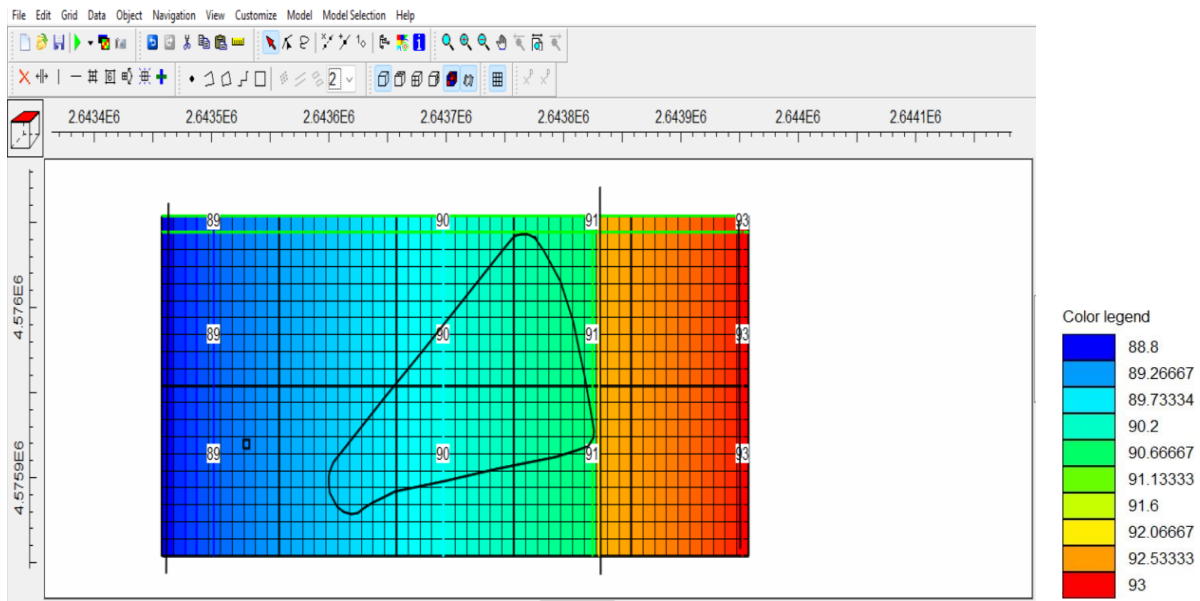 File Edit Grid Data Object Navigation View Customize Model Model Selection Help
2
2.6434E6 2.6435E6 2.6436E6 2.6437E6 2.6438E6 2.6439E6 2.644E6 2.6441E6
4.576E6
4.5759E6
89 90 91 93
89 90 91 93
89 90 91 93
Color legend
88.8
89.26667
89.73334
90.2
90.66667
91.13333
91.6
92.06667
92.53333
93